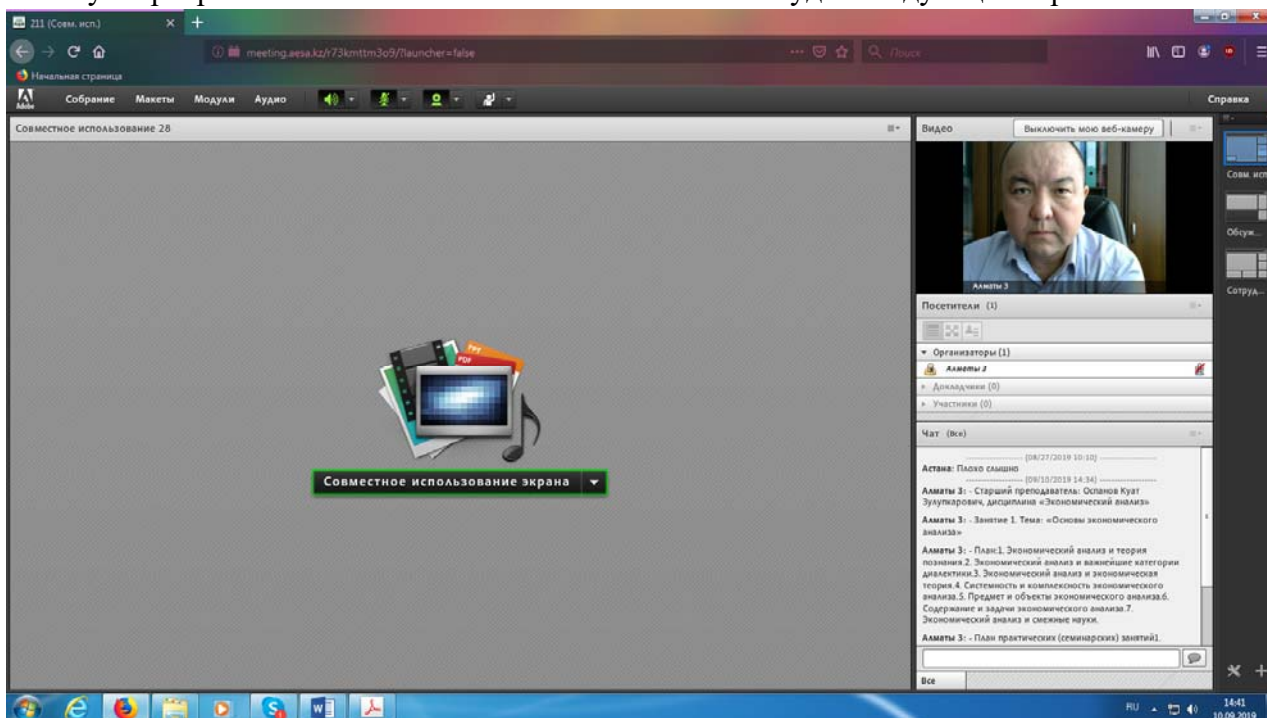 211 (Совм. исп.)
meeting.aesa.kz/r73kmttm3o9/?launcher=false
Поиск
Начальная страница
Adobe
Собрание Макеты Модули Аудио
Справка
Совместное использование 28
Видео
Выключить мою веб-камеру
Совм. исп
Обсуж...
Сотруд...
Алматы 3
Посетители (1)
Организаторы (1)
Алматы 3
Докладчики (0)
Участники (0)
PPT
PDF
Совместное использование экрана
Чат (Все)
[08/27/2019 10:10]
Астана: Плохо слышно
[09/10/2019 14:34]
Алматы 3: - Старший преподаватель: Оспанов Куат
Зулупкарович, дисциплина «Экономический анализ»
Алматы 3: - Занятие 1. Тема: «Основы экономического
анализа»
Алматы 3: - План:1. Экономический анализ и теория
познания.2. Экономический анализ и важнейшие категории
диалектики.3. Экономический анализ и экономическая
теория.4. Системность и комплексность экономического
анализа.5. Предмет и объекты экономического анализа.6.
Содержание и задачи экономического анализа.7.
Экономический анализ и смежные науки.
Алматы 3: - План практических (семинарских) занятий1.
Все
RU
14:41
10.09.2019